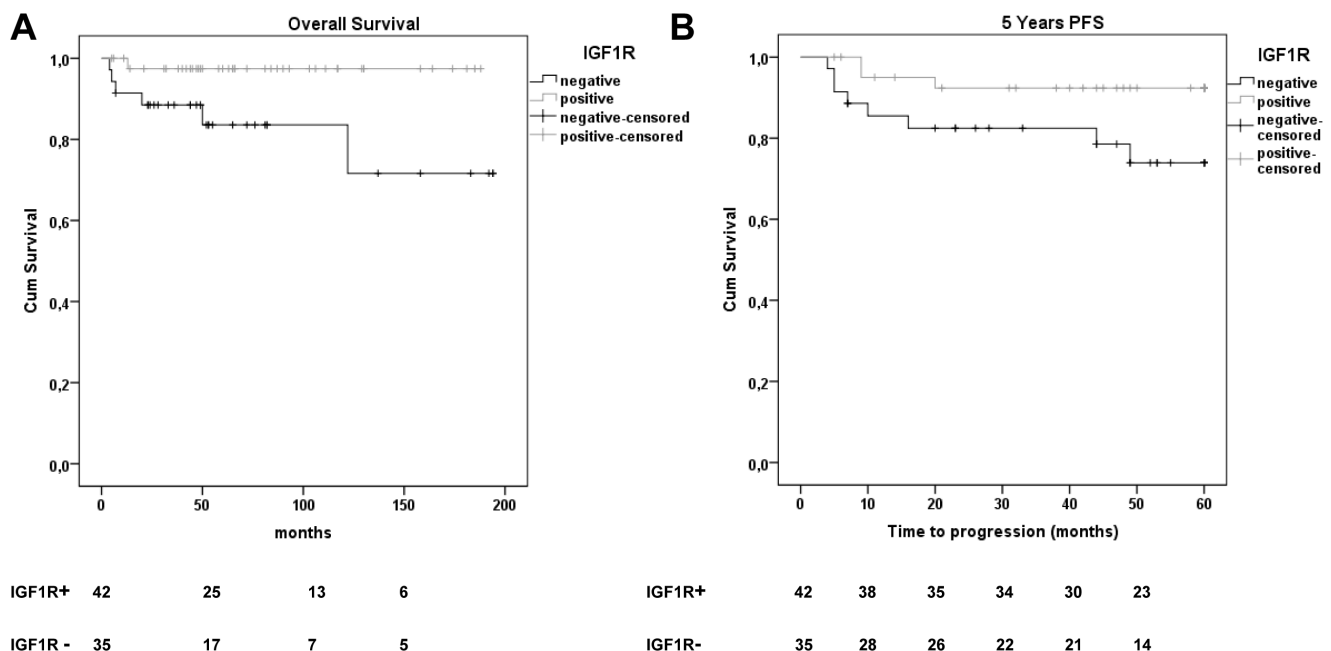 A
Overall Survival
Cum Survival
1,0
0,8
0,6
0,4
0,2
0,0
0 50 100 150 200
months
IGF1R
negative
positive
negative-censored
positive-censored
IGF1R+ 42 25 13 6
IGF1R - 35 17 7 5
B
5 Years PFS
Cum Survival
1,0
0,8
0,6
0,4
0,2
0,0
0 10 20 30 40 50 60
Time to progression (months)
IGF1R
negative
positive
negative-
censored
positive-
censored
IGF1R+ 42 38 35 34 30 23
IGF1R- 35 28 26 22 21 14